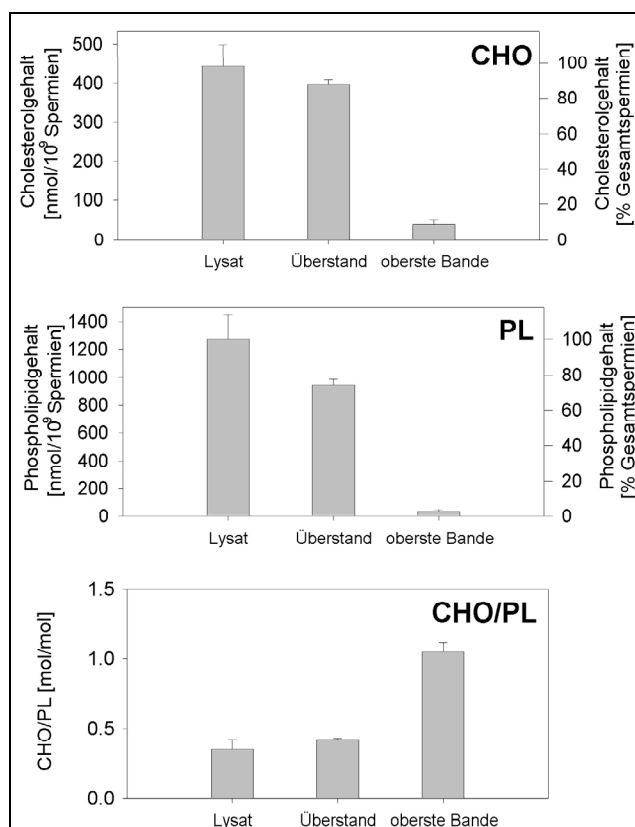 CHO
Cholesterolgehalt
[nmol/10⁹ Spermien]
500
400
300
200
100
0
100
80
60
40
20
0
Cholesterolgehalt
[% Gesamtspermien]
Lysat
Überstand
oberste Bande
PL
Phospholipidgehalt
[nmol/10⁹ Spermien]
1400
1200
1000
800
600
400
200
0
100
80
60
40
20
0
Phospholipidgehalt
[% Gesamtspermien]
Lysat
Überstand
oberste Bande
CHO/PL
CHO/PL [mol/mol]
1.5
1.0
0.5
0.0
Lysat
Überstand
oberste Bande